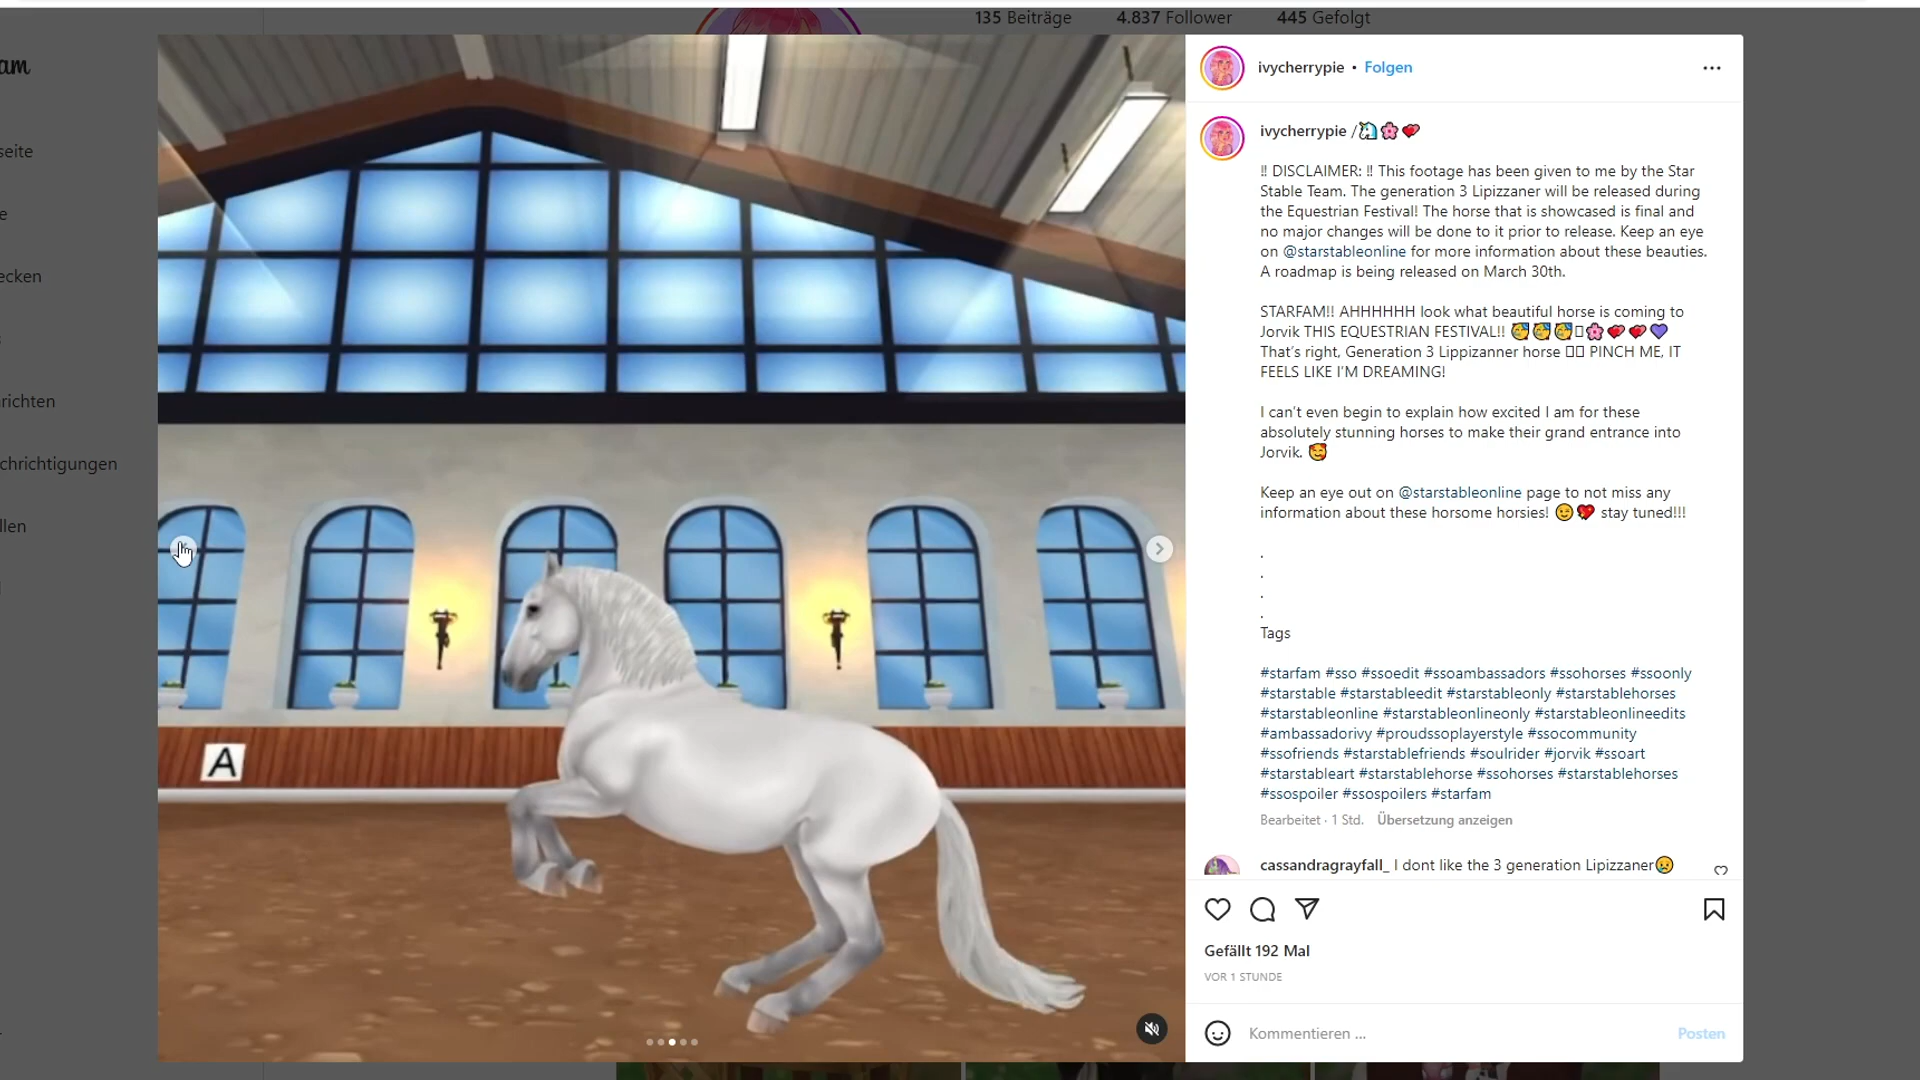 135 Beiträge 4.837 Follower 445 Gefolgt
am
seite
e
ecken
richten
chrichtigungen
llen
A
ivycherrypie • Folgen
ivycherrypie /🦄🌸💕
‼ DISCLAIMER: ‼ This footage has been given to me by the Star
Stable Team. The generation 3 Lipizzaner will be released during
the Equestrian Festival! The horse that is showcased is final and
no major changes will be done to it prior to release. Keep an eye
on @starstableonline for more information about these beauties.
A roadmap is being released on March 30th.
STARFAM!! AHHHHHH look what beautiful horse is coming to
Jorvik THIS EQUESTRIAN FESTIVAL!! 🥳🥳🥳▯🌸💕💕💜
That's right, Generation 3 Lippizanner horse ▯▯ PINCH ME, IT
FEELS LIKE I'M DREAMING!
I can't even begin to explain how excited I am for these
absolutely stunning horses to make their grand entrance into
Jorvik. 🥰
Keep an eye out on @starstableonline page to not miss any
information about these horsome horsies! 😉💖 stay tuned!!!
.
.
.
.
Tags
#starfam #sso #ssoedit #ssoambassadors #ssohorses #ssoonly
#starstable #starstableedit #starstableonly #starstablehorses
#starstableonline #starstableonlineonly #starstableonlineedits
#ambassadorivy #proudssoplayerstyle #ssocommunity
#ssofriends #starstablefriends #soulrider #jorvik #ssoart
#starstableart #starstablehorse #ssohorses #starstablehorses
#ssospoiler #ssospoilers #starfam
Bearbeitet · 1 Std. Übersetzung anzeigen
cassandragrayfall_ I dont like the 3 generation Lipizzaner😥
Gefällt 192 Mal
VOR 1 STUNDE
Kommentieren ... Posten